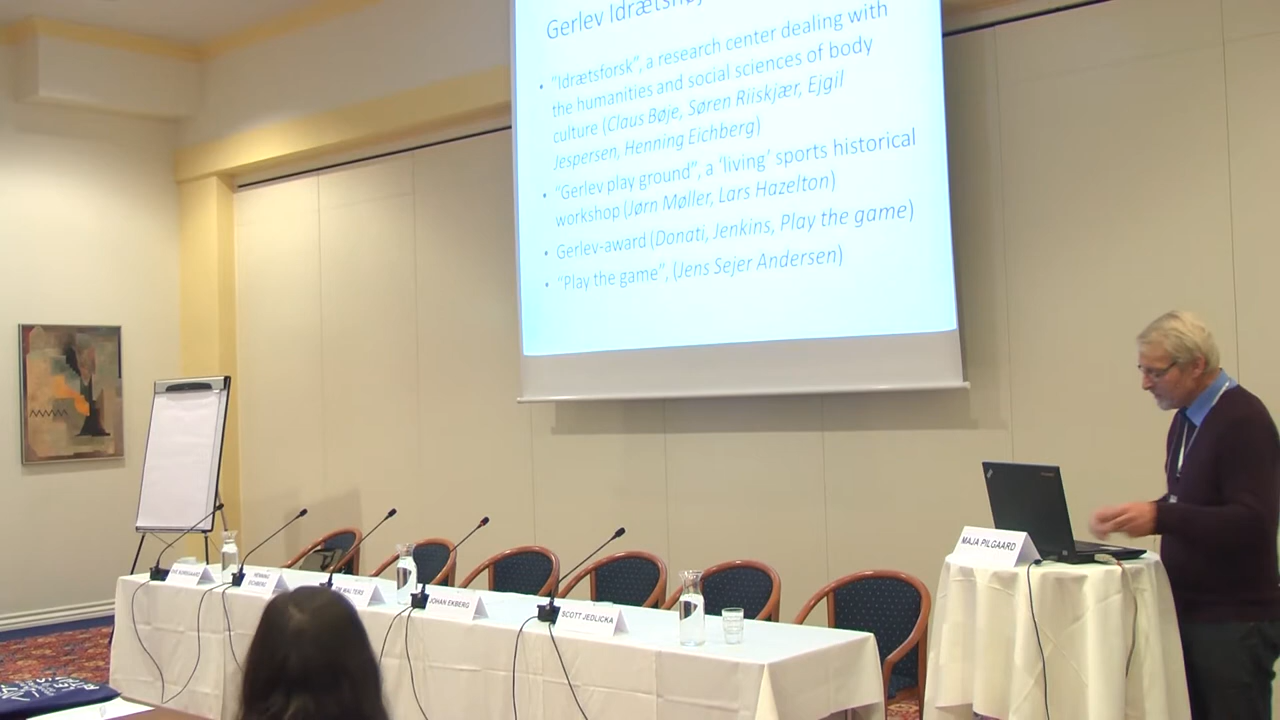 Gerlev Idrætshøj
• "Idrætsforsk", a research center dealing with
the humanities and social sciences of body
culture (Claus Bøje, Søren Riiskjær, Ejgil
Jespersen, Henning Eichberg)
• "Gerlev play ground", a 'living' sports historical
workshop (Jørn Møller, Lars Hazelton)
• Gerlev-award (Donati, Jenkins, Play the game)
• "Play the game", (Jens Sejer Andersen)
MAJA PILGAARD
HENNING
EICHBERG
WALTERS
JOHAN EKBERG
SCOTT JEDLICKA